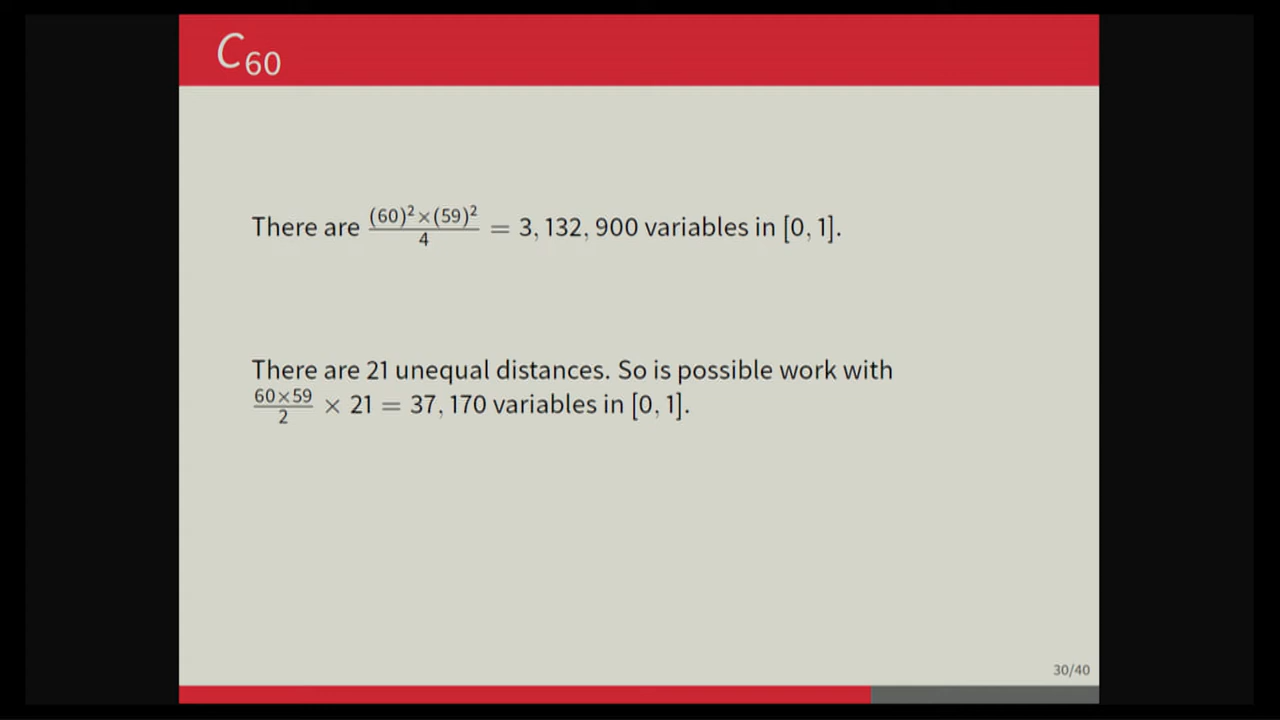 C₆₀
There are (60)²×(59)²/4 = 3, 132, 900 variables in [0, 1].
There are 21 unequal distances. So is possible work with
60×59/2 × 21 = 37, 170 variables in [0, 1].
30/40